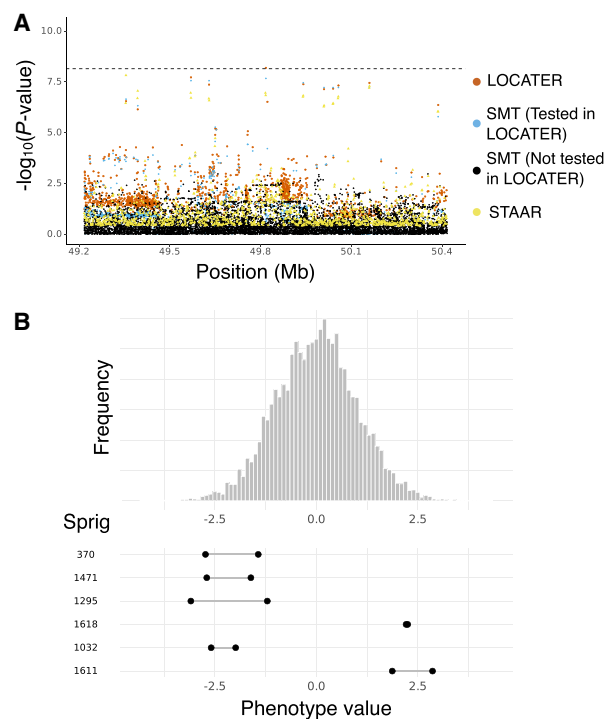 A
-log10(P-value)
10.0
7.5
5.0
2.5
0.0
49.2 49.5 49.8 50.1 50.4
Position (Mb)
LOCATER
SMT (Tested in
LOCATER)
SMT (Not tested
in LOCATER)
STAAR
B
Frequency
-2.5 0.0 2.5
Sprig
370
1471
1295
1618
1032
1611
-2.5 0.0 2.5
Phenotype value